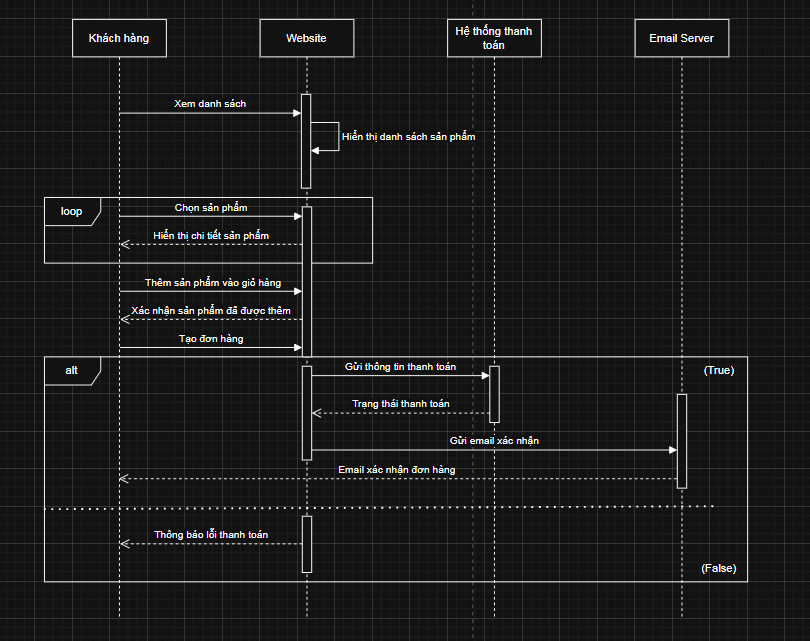 Khách hàng
Website
Hệ thống thanh
toán
Email Server
Xem danh sách
Hiển thị danh sách sản phẩm
loop
Chọn sản phẩm
Hiển thị chi tiết sản phẩm
Thêm sản phẩm vào giỏ hàng
Xác nhận sản phẩm đã được thêm
Tạo đơn hàng
alt
Gửi thông tin thanh toán
(True)
Trạng thái thanh toán
Gửi email xác nhận
Email xác nhận đơn hàng
Thông báo lỗi thanh toán
(False)